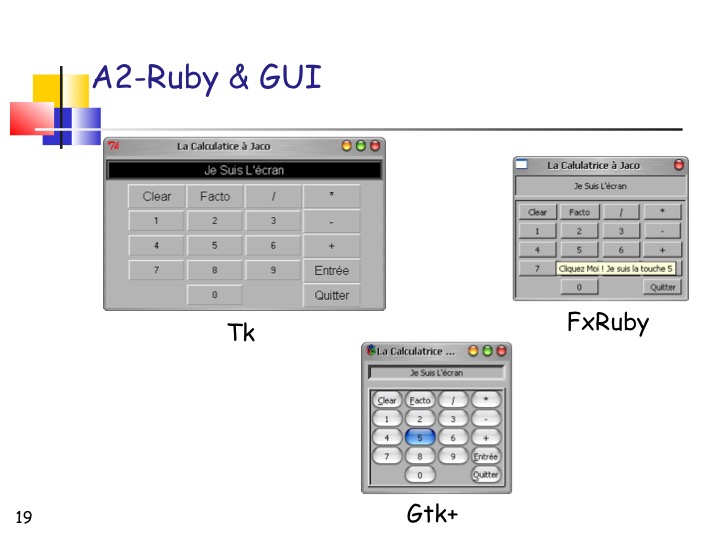 A2-Ruby & GUI
7k La Calculatice à Jaco
Je Suis L'écran
Clear Facto / *
1 2 3 -
4 5 6 +
7 8 9 Entrée
0 Quitter
Tk
La Calulatrice à Jaco
Je Suis L'écran
Clear Facto / *
1 2 3 -
4 5 6 +
7 Cliquez Moi ! Je suis la touche 5
0 Quitter
FxRuby
La Calculatrice ...
Je Suis L'écran
Clear Facto / *
1 2 3 -
4 5 6 +
7 8 9 Entrée
0 Quitter
Gtk+
19